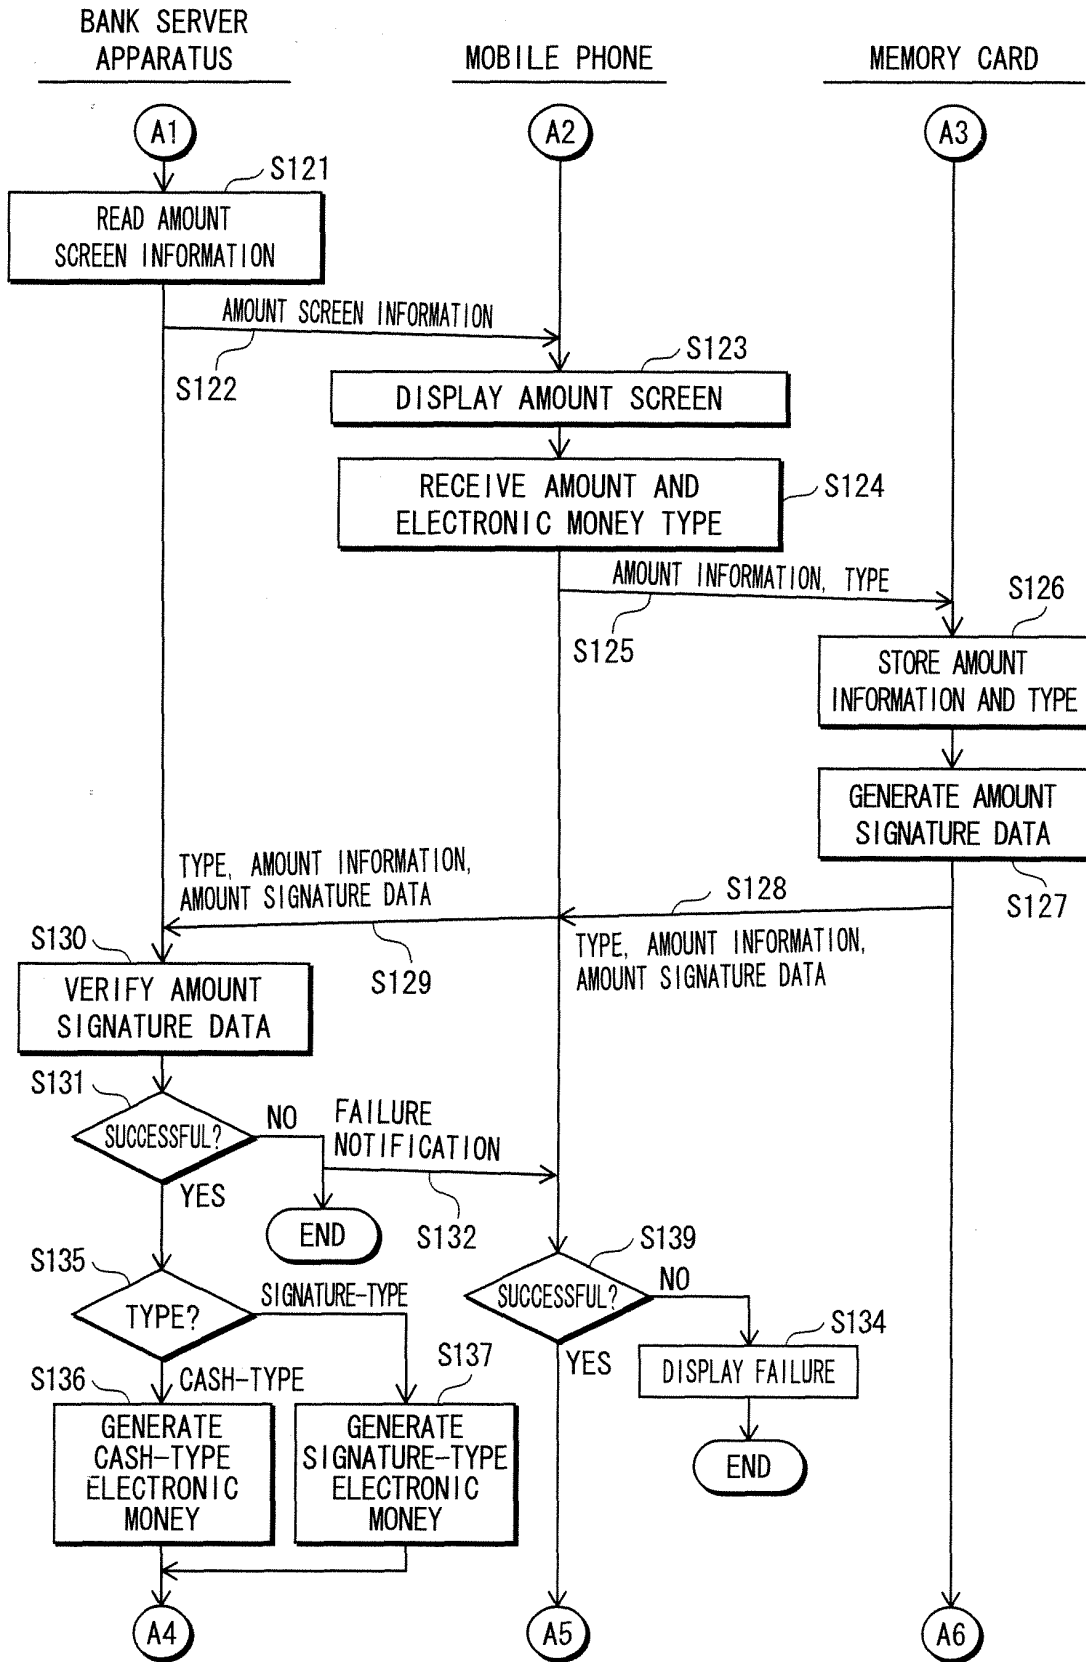 BANK SERVER
APPARATUS
MOBILE PHONE
MEMORY CARD
A1
A2
A3
S121
READ AMOUNT
SCREEN INFORMATION
AMOUNT SCREEN INFORMATION
S122
S123
DISPLAY AMOUNT SCREEN
RECEIVE AMOUNT AND
ELECTRONIC MONEY TYPE
S124
AMOUNT INFORMATION, TYPE
S125
S126
STORE AMOUNT
INFORMATION AND TYPE
GENERATE AMOUNT
SIGNATURE DATA
S127
TYPE, AMOUNT INFORMATION,
AMOUNT SIGNATURE DATA
S128
S129
TYPE, AMOUNT INFORMATION,
AMOUNT SIGNATURE DATA
S130
VERIFY AMOUNT
SIGNATURE DATA
S131
SUCCESSFUL?
NO
YES
FAILURE
NOTIFICATION
S132
END
S135
TYPE?
SIGNATURE-TYPE
CASH-TYPE
S139
SUCCESSFUL?
NO
YES
S134
DISPLAY FAILURE
END
S136
GENERATE
CASH-TYPE
ELECTRONIC
MONEY
S137
GENERATE
SIGNATURE-TYPE
ELECTRONIC
MONEY
A4
A5
A6